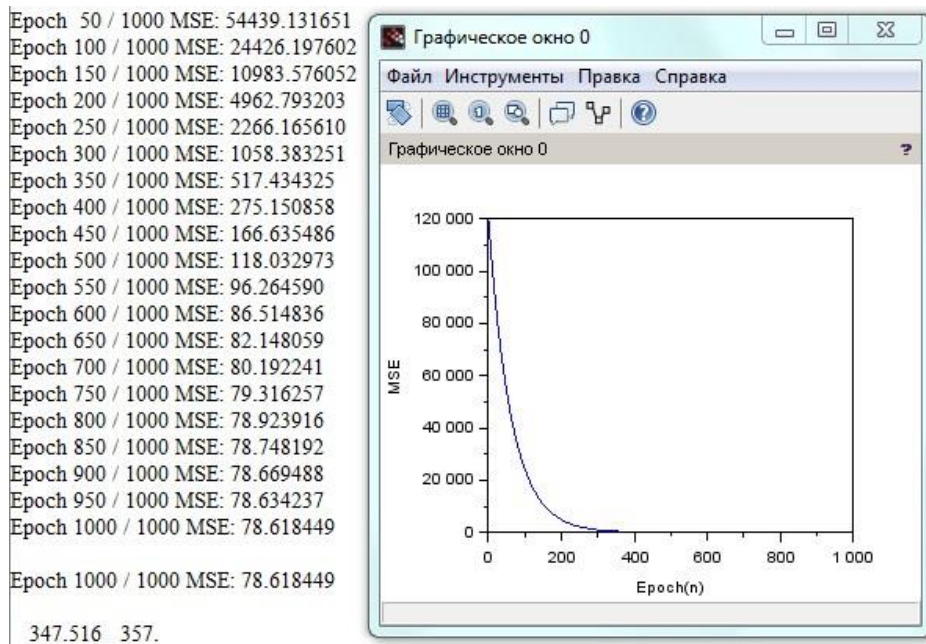 Epoch 50 / 1000 MSE: 54439.131651
Epoch 100 / 1000 MSE: 24426.197602
Epoch 150 / 1000 MSE: 10983.576052
Epoch 200 / 1000 MSE: 4962.793203
Epoch 250 / 1000 MSE: 2266.165610
Epoch 300 / 1000 MSE: 1058.383251
Epoch 350 / 1000 MSE: 517.434325
Epoch 400 / 1000 MSE: 275.150858
Epoch 450 / 1000 MSE: 166.635486
Epoch 500 / 1000 MSE: 118.032973
Epoch 550 / 1000 MSE: 96.264590
Epoch 600 / 1000 MSE: 86.514836
Epoch 650 / 1000 MSE: 82.148059
Epoch 700 / 1000 MSE: 80.192241
Epoch 750 / 1000 MSE: 79.316257
Epoch 800 / 1000 MSE: 78.923916
Epoch 850 / 1000 MSE: 78.748192
Epoch 900 / 1000 MSE: 78.669488
Epoch 950 / 1000 MSE: 78.634237
Epoch 1000 / 1000 MSE: 78.618449
Epoch 1000 / 1000 MSE: 78.618449
347.516 357.
Графическое окно 0
Файл Инструменты Правка Справка
Графическое окно 0 ?
120 000
100 000
80 000
60 000
40 000
20 000
0
MSE
0 200 400 600 800 1 000
Epoch(n)